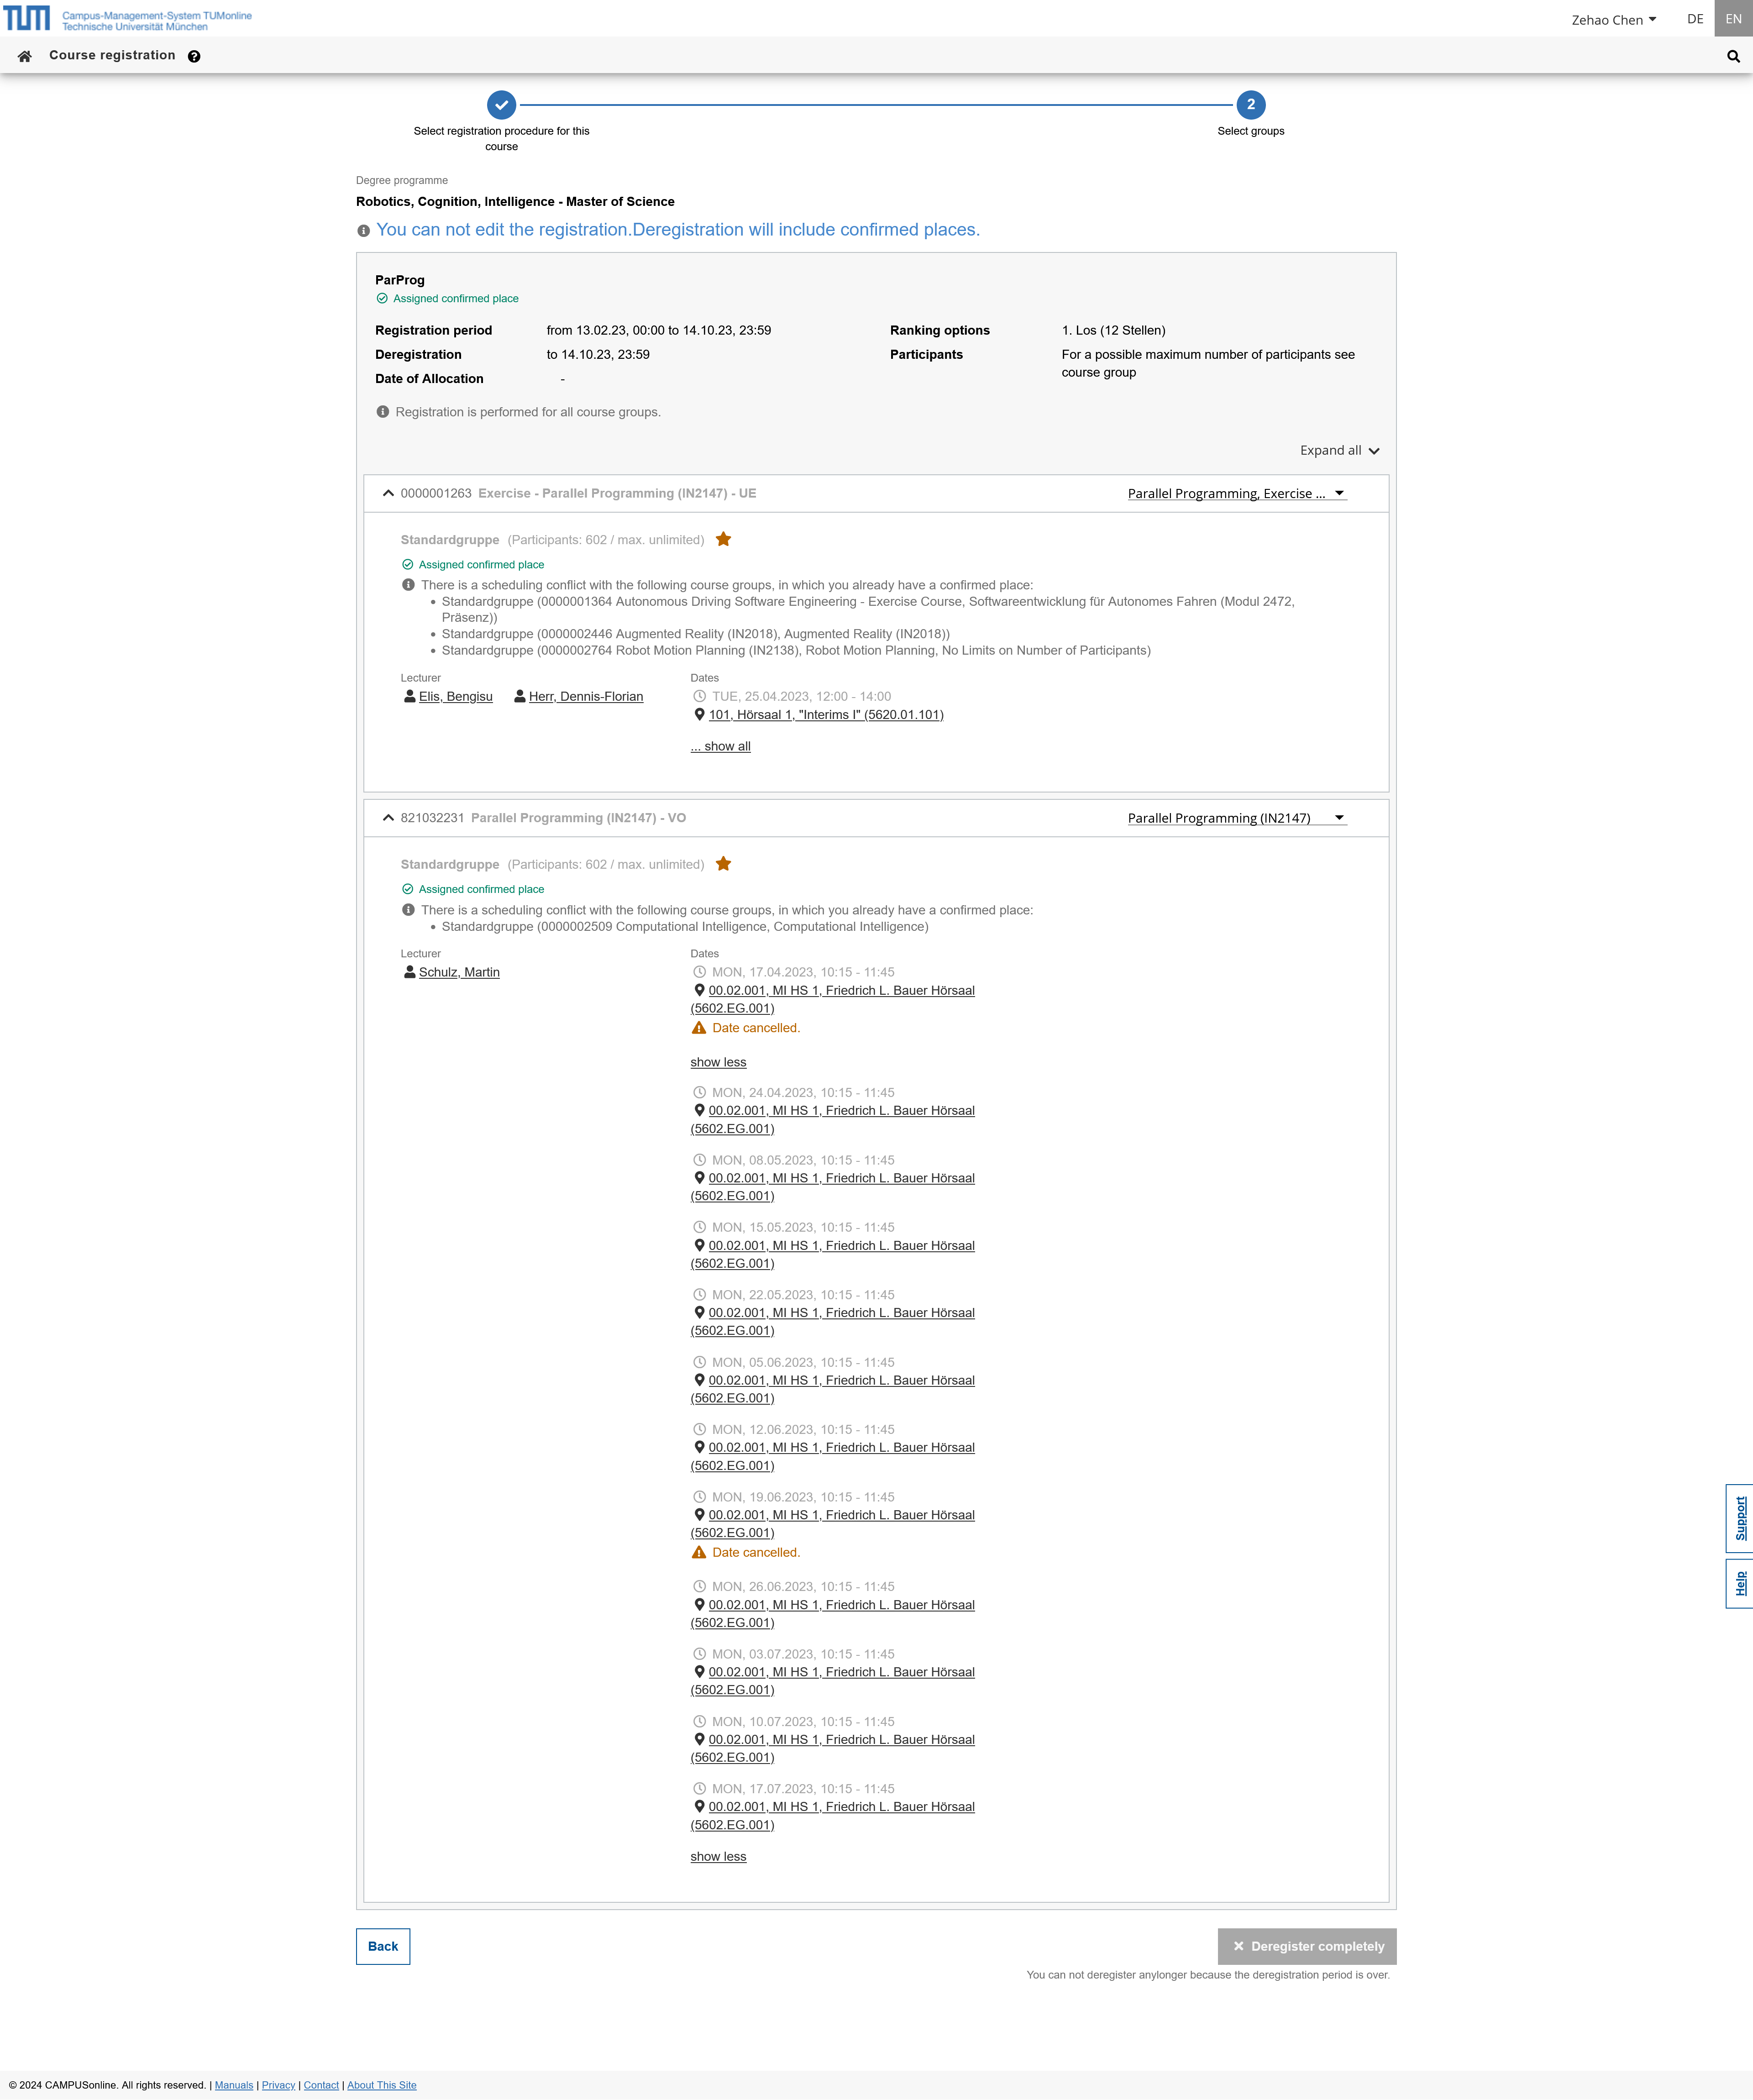 TUM Campus-Management-System TUMonline
Technische Universität München
Zehao Chen DE EN
Course registration ?
2
Select registration procedure for this
course
Select groups
Degree programme
Robotics, Cognition, Intelligence - Master of Science
You can not edit the registration.Deregistration will include confirmed places.
ParProg
Assigned confirmed place
Registration period from 13.02.23, 00:00 to 14.10.23, 23:59
Deregistration to 14.10.23, 23:59
Date of Allocation -
Ranking options 1. Los (12 Stellen)
Participants For a possible maximum number of participants see
course group
Registration is performed for all course groups.
Expand all
0000001263 Exercise - Parallel Programming (IN2147) - UE Parallel Programming, Exercise ...
Standardgruppe (Participants: 602 / max. unlimited)
Assigned confirmed place
There is a scheduling conflict with the following course groups, in which you already have a confirmed place:
• Standardgruppe (0000001364 Autonomous Driving Software Engineering - Exercise Course, Softwareentwicklung für Autonomes Fahren (Modul 2472,
Präsenz))
• Standardgruppe (0000002446 Augmented Reality (IN2018), Augmented Reality (IN2018))
• Standardgruppe (0000002764 Robot Motion Planning (IN2138), Robot Motion Planning, No Limits on Number of Participants)
Lecturer
Elis, Bengisu Herr, Dennis-Florian
Dates
TUE, 25.04.2023, 12:00 - 14:00
101, Hörsaal 1, "Interims I" (5620.01.101)
... show all
821032231 Parallel Programming (IN2147) - VO Parallel Programming (IN2147)
Standardgruppe (Participants: 602 / max. unlimited)
Assigned confirmed place
There is a scheduling conflict with the following course groups, in which you already have a confirmed place:
• Standardgruppe (0000002509 Computational Intelligence, Computational Intelligence)
Lecturer
Schulz, Martin
Dates
MON, 17.04.2023, 10:15 - 11:45
00.02.001, MI HS 1, Friedrich L. Bauer Hörsaal
(5602.EG.001)
Date cancelled.
show less
MON, 24.04.2023, 10:15 - 11:45
00.02.001, MI HS 1, Friedrich L. Bauer Hörsaal
(5602.EG.001)
MON, 08.05.2023, 10:15 - 11:45
00.02.001, MI HS 1, Friedrich L. Bauer Hörsaal
(5602.EG.001)
MON, 15.05.2023, 10:15 - 11:45
00.02.001, MI HS 1, Friedrich L. Bauer Hörsaal
(5602.EG.001)
MON, 22.05.2023, 10:15 - 11:45
00.02.001, MI HS 1, Friedrich L. Bauer Hörsaal
(5602.EG.001)
MON, 05.06.2023, 10:15 - 11:45
00.02.001, MI HS 1, Friedrich L. Bauer Hörsaal
(5602.EG.001)
MON, 12.06.2023, 10:15 - 11:45
00.02.001, MI HS 1, Friedrich L. Bauer Hörsaal
(5602.EG.001)
MON, 19.06.2023, 10:15 - 11:45
00.02.001, MI HS 1, Friedrich L. Bauer Hörsaal
(5602.EG.001)
Date cancelled.
MON, 26.06.2023, 10:15 - 11:45
00.02.001, MI HS 1, Friedrich L. Bauer Hörsaal
(5602.EG.001)
MON, 03.07.2023, 10:15 - 11:45
00.02.001, MI HS 1, Friedrich L. Bauer Hörsaal
(5602.EG.001)
MON, 10.07.2023, 10:15 - 11:45
00.02.001, MI HS 1, Friedrich L. Bauer Hörsaal
(5602.EG.001)
MON, 17.07.2023, 10:15 - 11:45
00.02.001, MI HS 1, Friedrich L. Bauer Hörsaal
(5602.EG.001)
show less
Support
Help
Back
Deregister completely
You can not deregister anylonger because the deregistration period is over.
© 2024 CAMPUSonline. All rights reserved. | Manuals | Privacy | Contact | About This Site